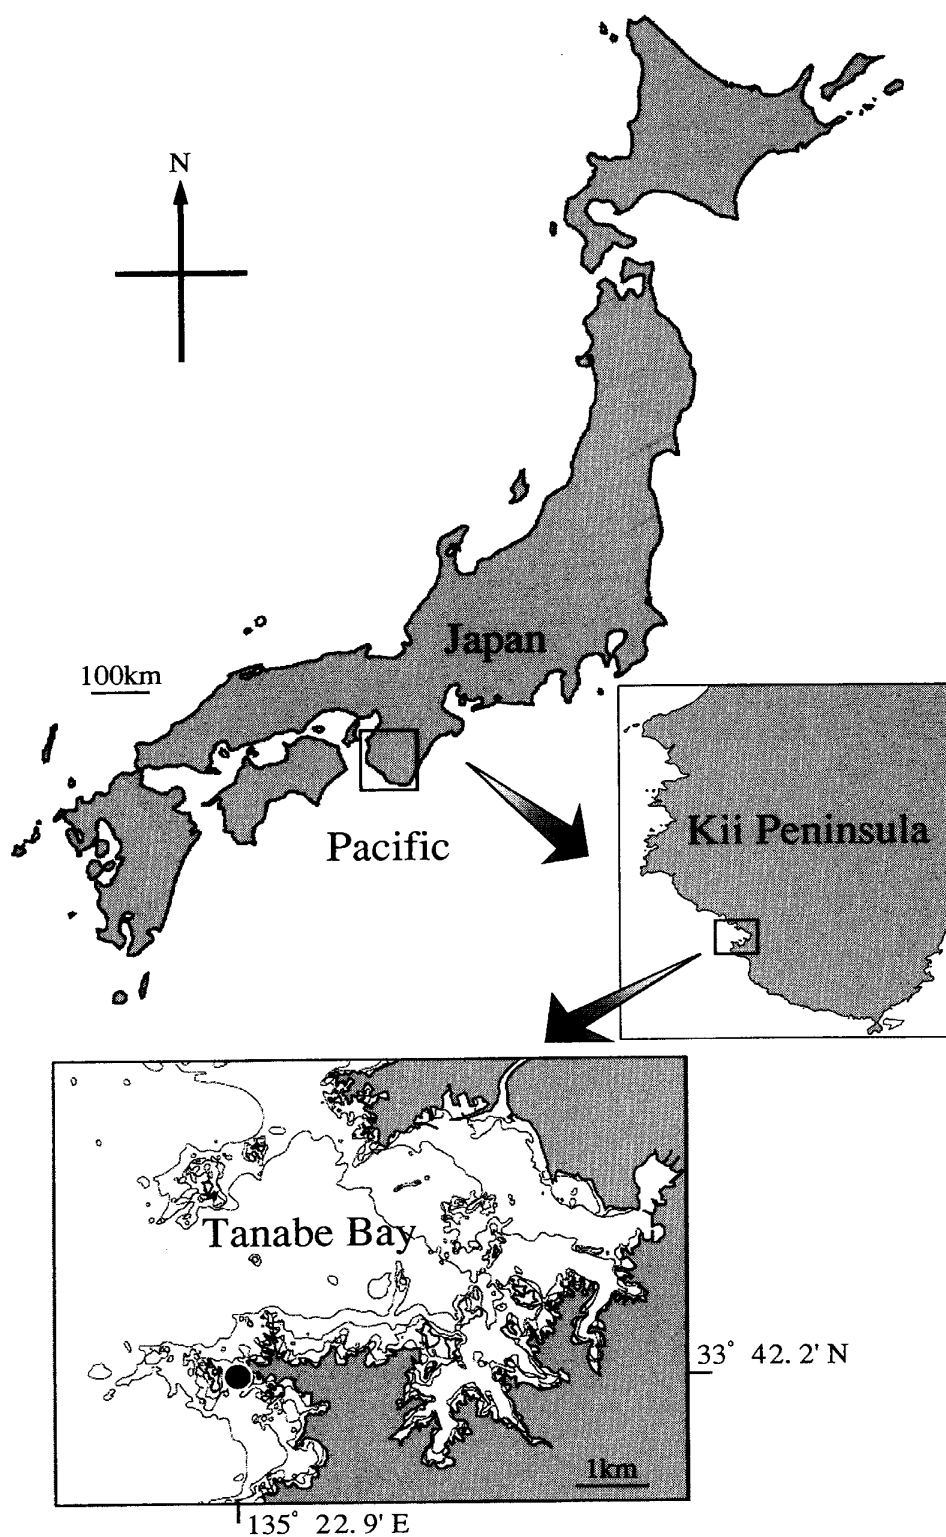 N
Japan
100km
Kii Peninsula
Pacific
Tanabe Bay
33° 42. 2' N
1km
135° 22. 9' E